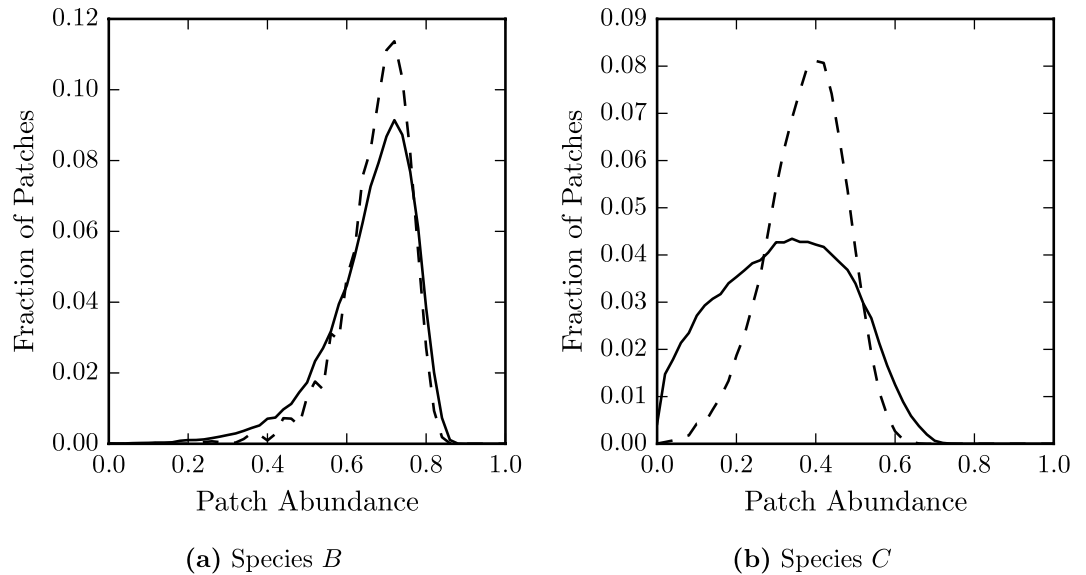 0.12
0.10
0.08
0.06
0.04
0.02
0.00
Fraction of Patches
0.0 0.2 0.4 0.6 0.8 1.0
Patch Abundance
(a) Species B
0.09
0.08
0.07
0.06
0.05
0.04
0.03
0.02
0.01
0.00
Fraction of Patches
0.0 0.2 0.4 0.6 0.8 1.0
Patch Abundance
(b) Species C